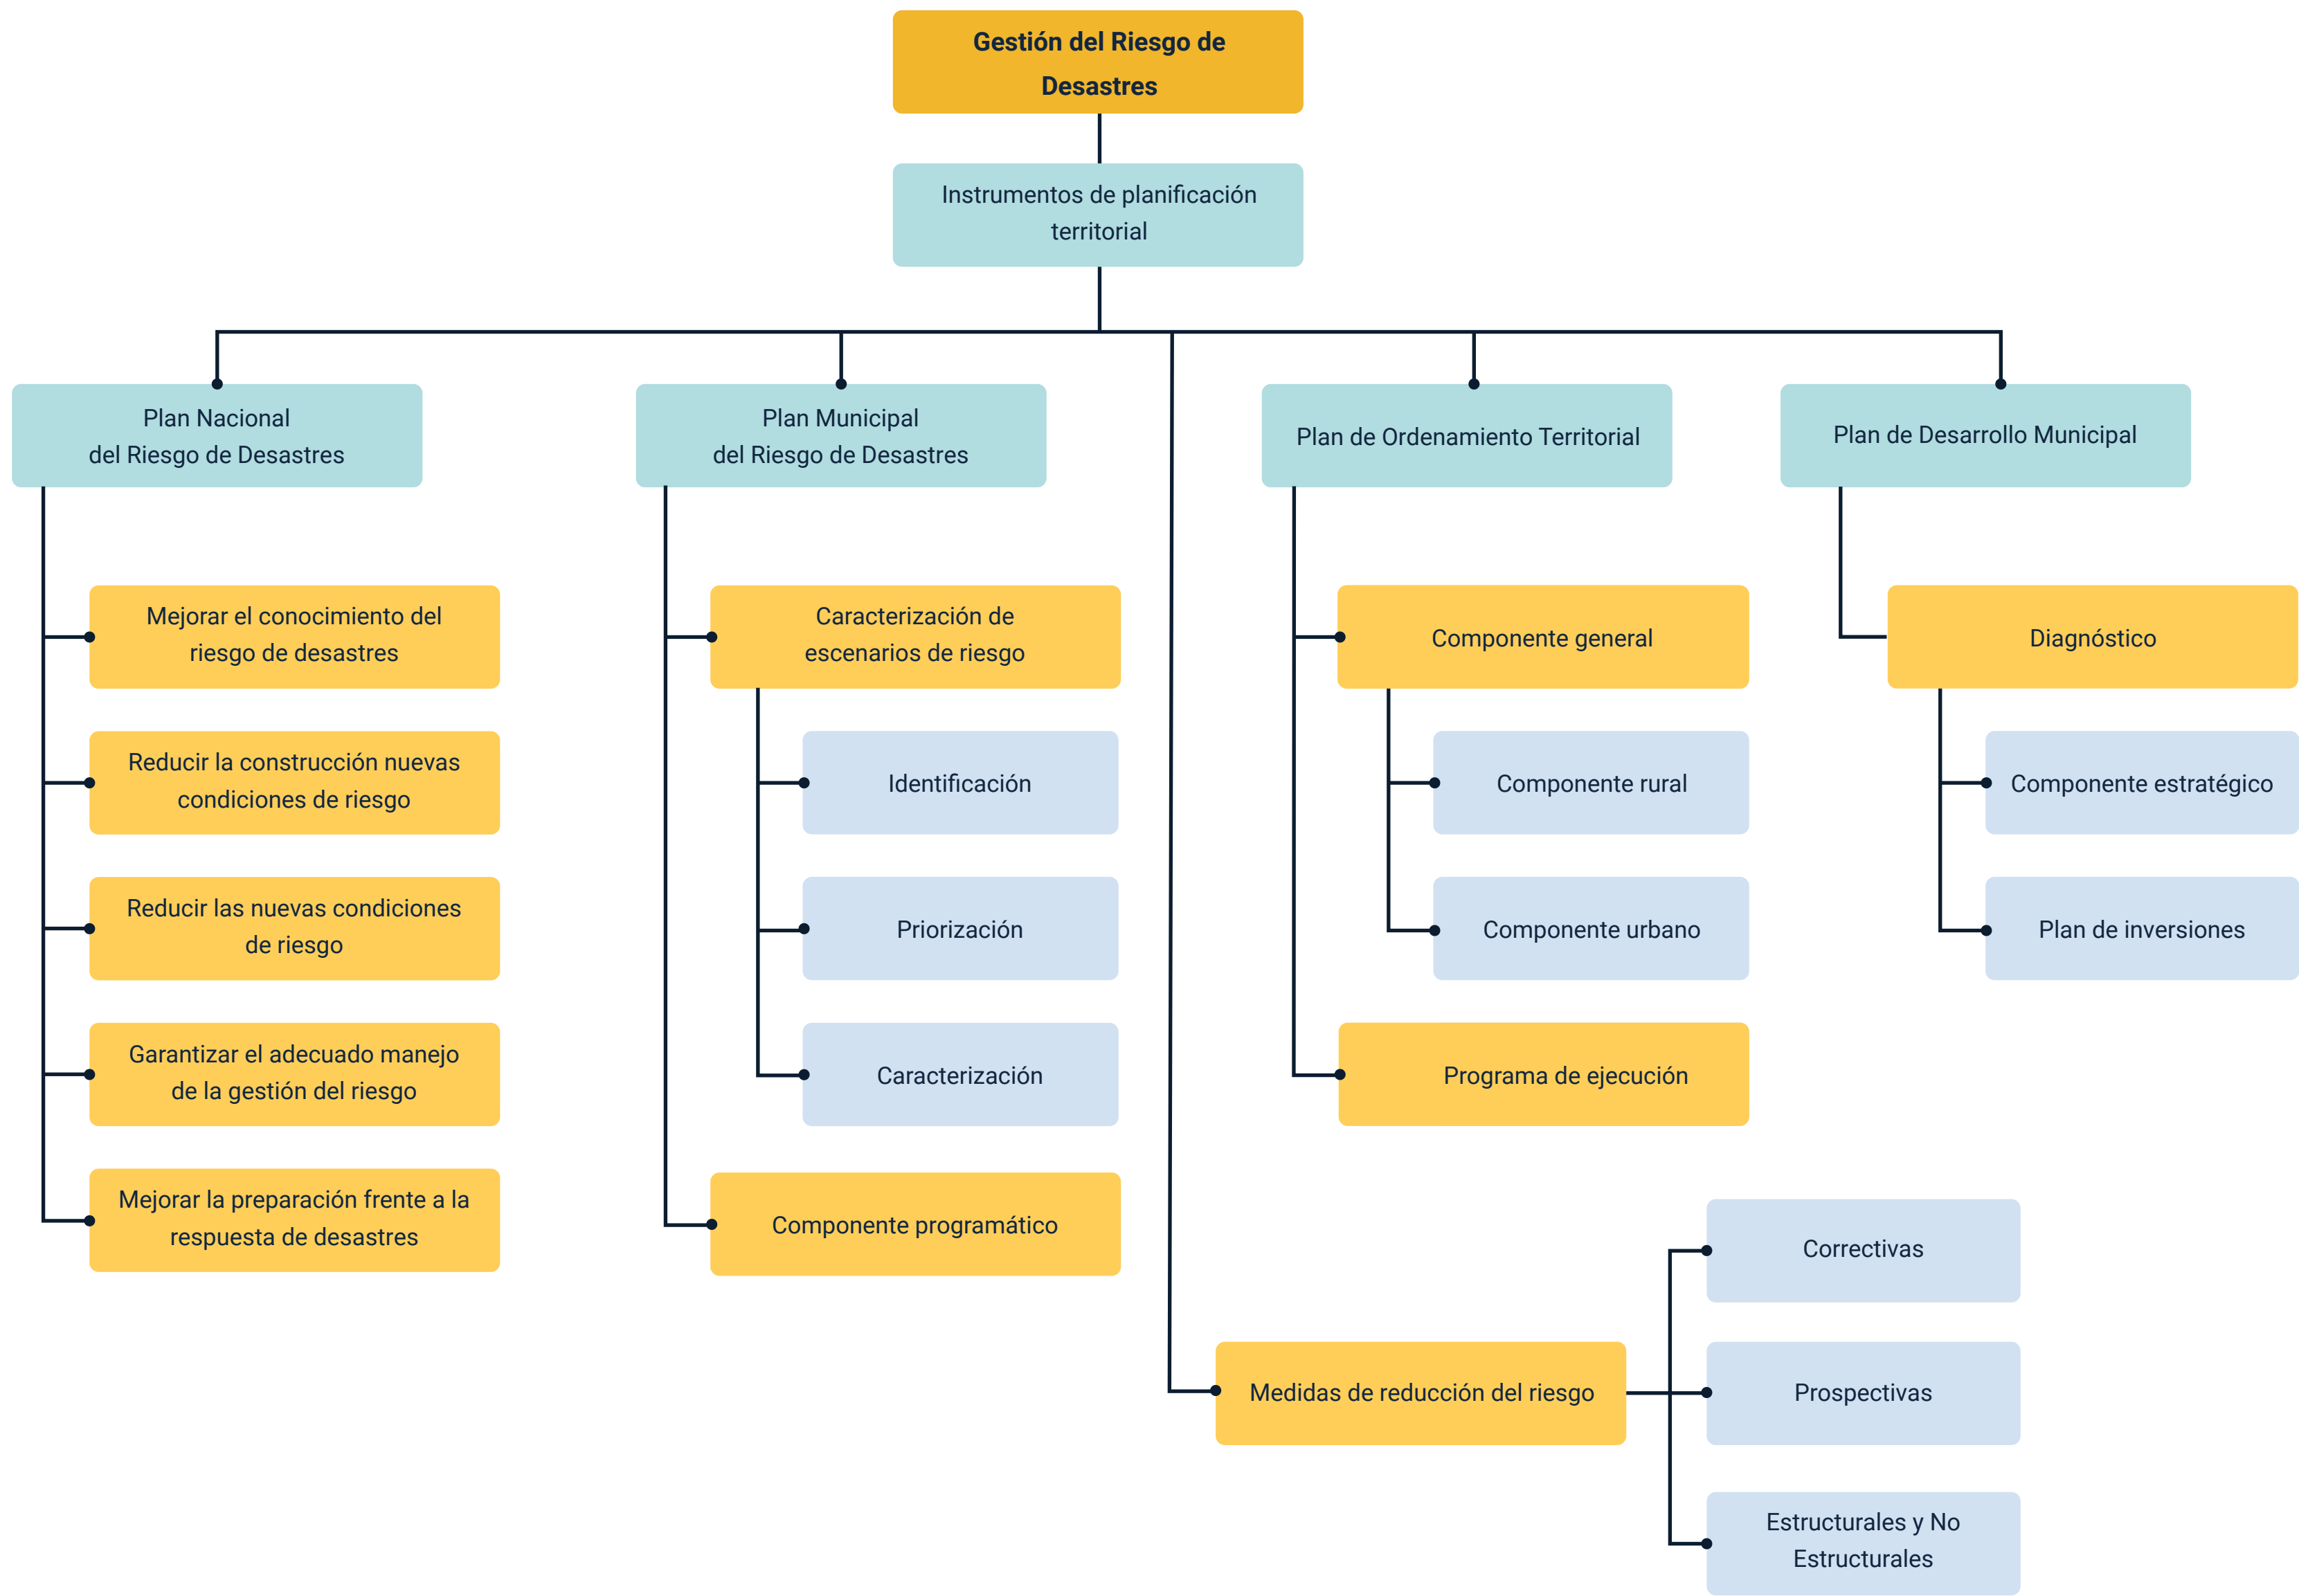 Gestión del Riesgo de
Desastres
Instrumentos de planificación
territorial
Plan Nacional
del Riesgo de Desastres
Mejorar el conocimiento del
riesgo de desastres
Reducir la construcción nuevas
condiciones de riesgo
Reducir las nuevas condiciones
de riesgo
Garantizar el adecuado manejo
de la gestión del riesgo
Mejorar la preparación frente a la
respuesta de desastres
Plan Municipal
del Riesgo de Desastres
Caracterización de
escenarios de riesgo
Identificación
Priorización
Caracterización
Componente programático
Plan de Ordenamiento Territorial
Componente general
Componente rural
Componente urbano
Programa de ejecución
Plan de Desarrollo Municipal
Diagnóstico
Componente estratégico
Plan de inversiones
Medidas de reducción del riesgo
Correctivas
Prospectivas
Estructurales y No
Estructurales